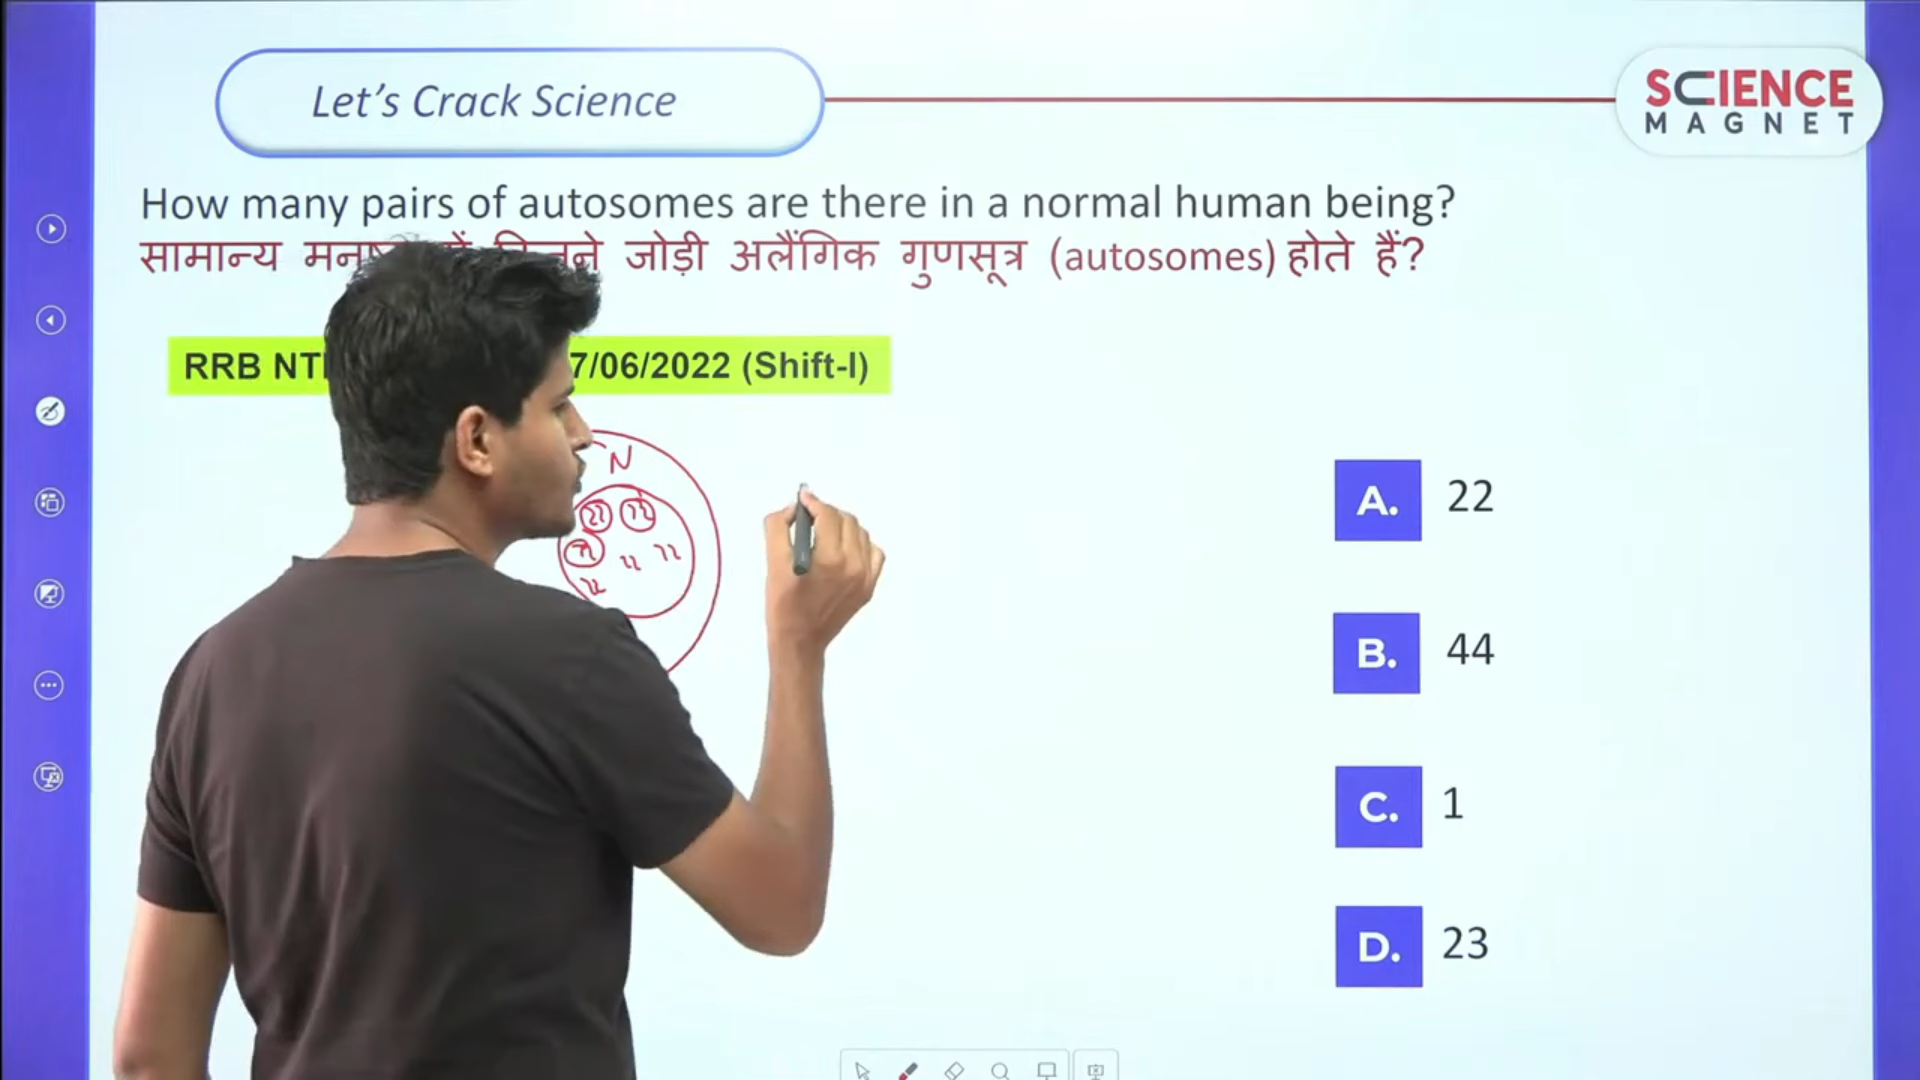 Let's Crack Science
SCIENCE
MAGNET
How many pairs of autosomes are there in a normal human being?
सामान्य जोड़ी अलैंगिक गुणसूत्र (autosomes) होते हैं?
RRB 7/06/2022 (Shift-I)
N
A. 22
B. 44
C. 1
D. 23